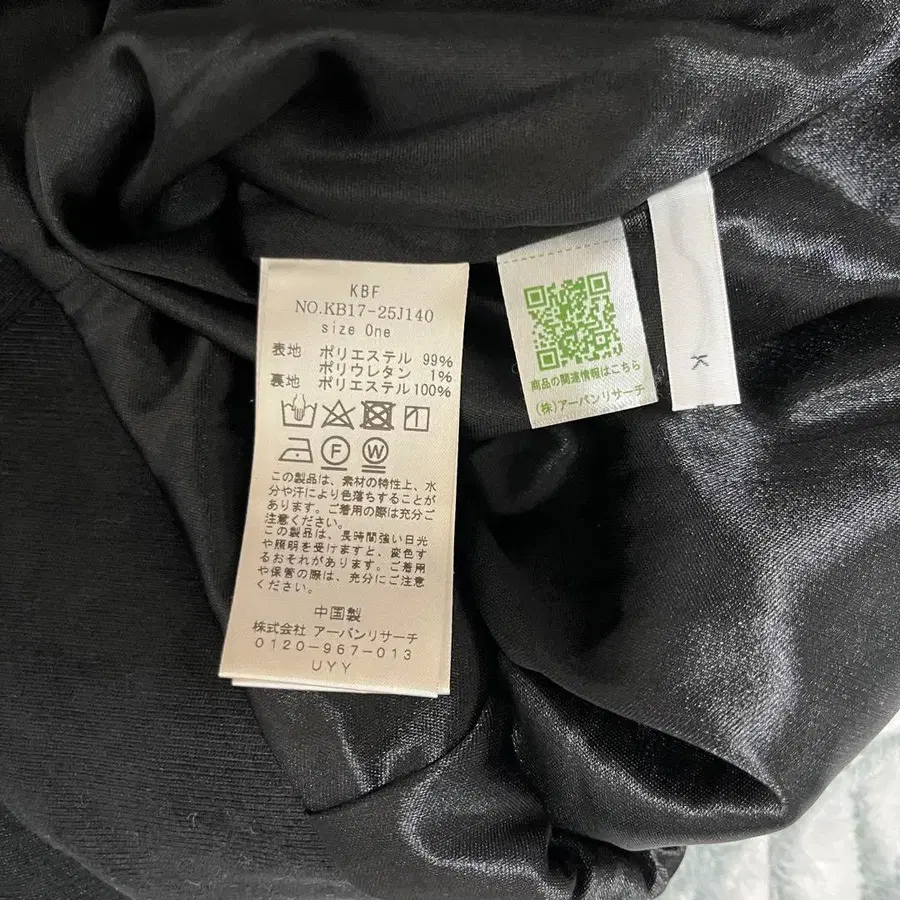 KBF
NO.KB17-25J140
size One
表地 ポリエステル 99%
ポリウレタン 1%
裏地 ポリエステル 100%
F W
この製品は、素材の特性上、水
分や汗により色落ちすることが
あります。ご着用の際は充分ご
注意ください。
この製品は、長時間強い日光
や照明を受けますと、変色す
るおそれがあります。ご着用
や保管の際は、充分にご注意
ください。
中国製
株式会社 アーバンリサーチ
0120-967-013
UYY
商品の関連情報はこちら
(株)アーバンリサーチ
K